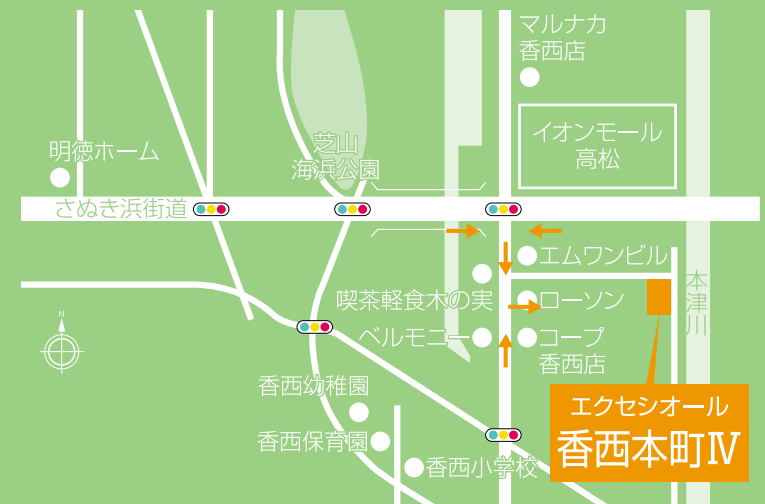 マルナカ
香西店
イオンモール
高松
明徳ホーム
芝山
海浜公園
さぬき浜街道
エムワンビル
本津川
喫茶軽食木の実
ローソン
N
ベルモニー
コープ
香西店
香西幼稚園
エクセシオール
香西本町Ⅳ
香西保育園
香西小学校